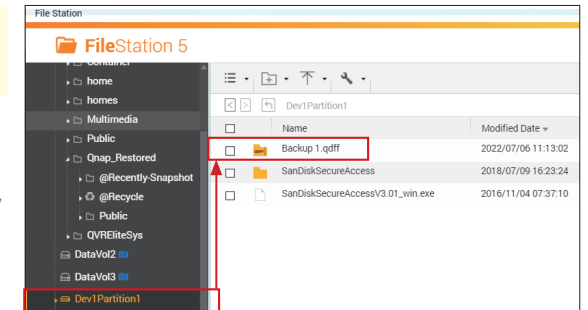 File Station
FileStation 5
Container
home
homes
Multimedia
Public
Qnap_Restored
@Recently-Snapshot
@Recycle
Public
QVREliteSys
DataVol2
DataVol3
Dev1Partition1
Dev1Partition1
Name Modified Date
Backup 1.qdff 2022/07/06 11:13:02
SanDiskSecureAccess 2018/07/09 16:23:24
SanDiskSecureAccessV3.01_win.exe 2016/11/04 07:37:10